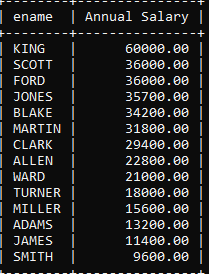 +--------+---------------+
| ename  | Annual Salary |
+--------+---------------+
| KING   |      60000.00 |
| SCOTT  |      36000.00 |
| FORD   |      36000.00 |
| JONES  |      35700.00 |
| BLAKE  |      34200.00 |
| MARTIN |      31800.00 |
| CLARK  |      29400.00 |
| ALLEN  |      22800.00 |
| WARD   |      21000.00 |
| TURNER |      18000.00 |
| MILLER |      15600.00 |
| ADAMS  |      13200.00 |
| JAMES  |      11400.00 |
| SMITH  |       9600.00 |
+--------+---------------+